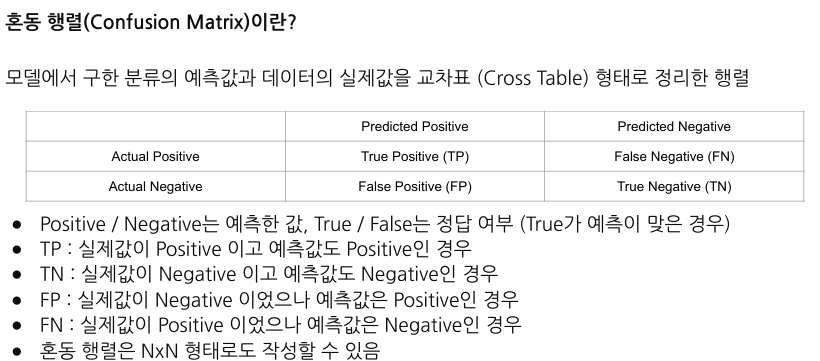 혼동 행렬(Confusion Matrix)이란?
모델에서 구한 분류의 예측값과 데이터의 실제값을 교차표 (Cross Table) 형태로 정리한 행렬
Predicted Positive Predicted Negative
Actual Positive True Positive (TP) False Negative (FN)
Actual Negative False Positive (FP) True Negative (TN)
● Positive / Negative는 예측한 값, True / False는 정답 여부 (True가 예측이 맞은 경우)
● TP : 실제값이 Positive 이고 예측값도 Positive인 경우
● TN : 실제값이 Negative 이고 예측값도 Negative인 경우
● FP : 실제값이 Negative 이었으나 예측값은 Positive인 경우
● FN : 실제값이 Positive 이었으나 예측값은 Negative인 경우
● 혼동 행렬은 NxN 형태로도 작성할 수 있음